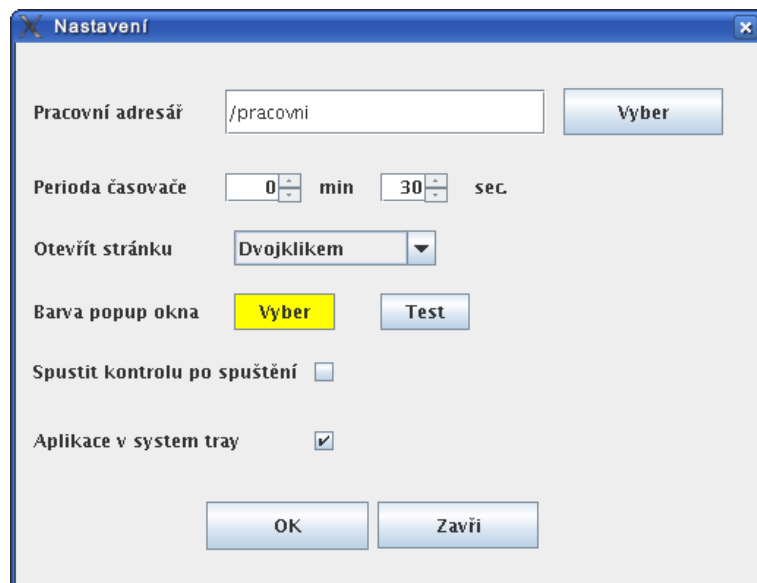 Nastavení
Pracovní adresář /pracovni Vyber
Perioda časovače 0 min 30 sec.
Otevřít stránku Dvojklikem
Barva popup okna Vyber Test
Spustit kontrolu po spuštění
Aplikace v system tray
OK Zavři